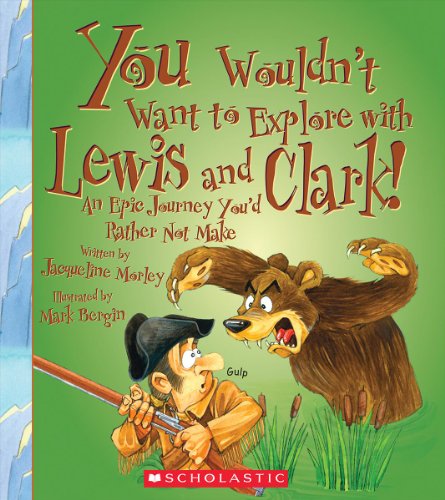 You Wouldn't
Want to Explore with
Lewis and Clark!
An Epic Journey You'd
Rather Not Make
Written by
Jacqueline Morley
Illustrated by
Mark Bergin
Gulp
SCHOLASTIC